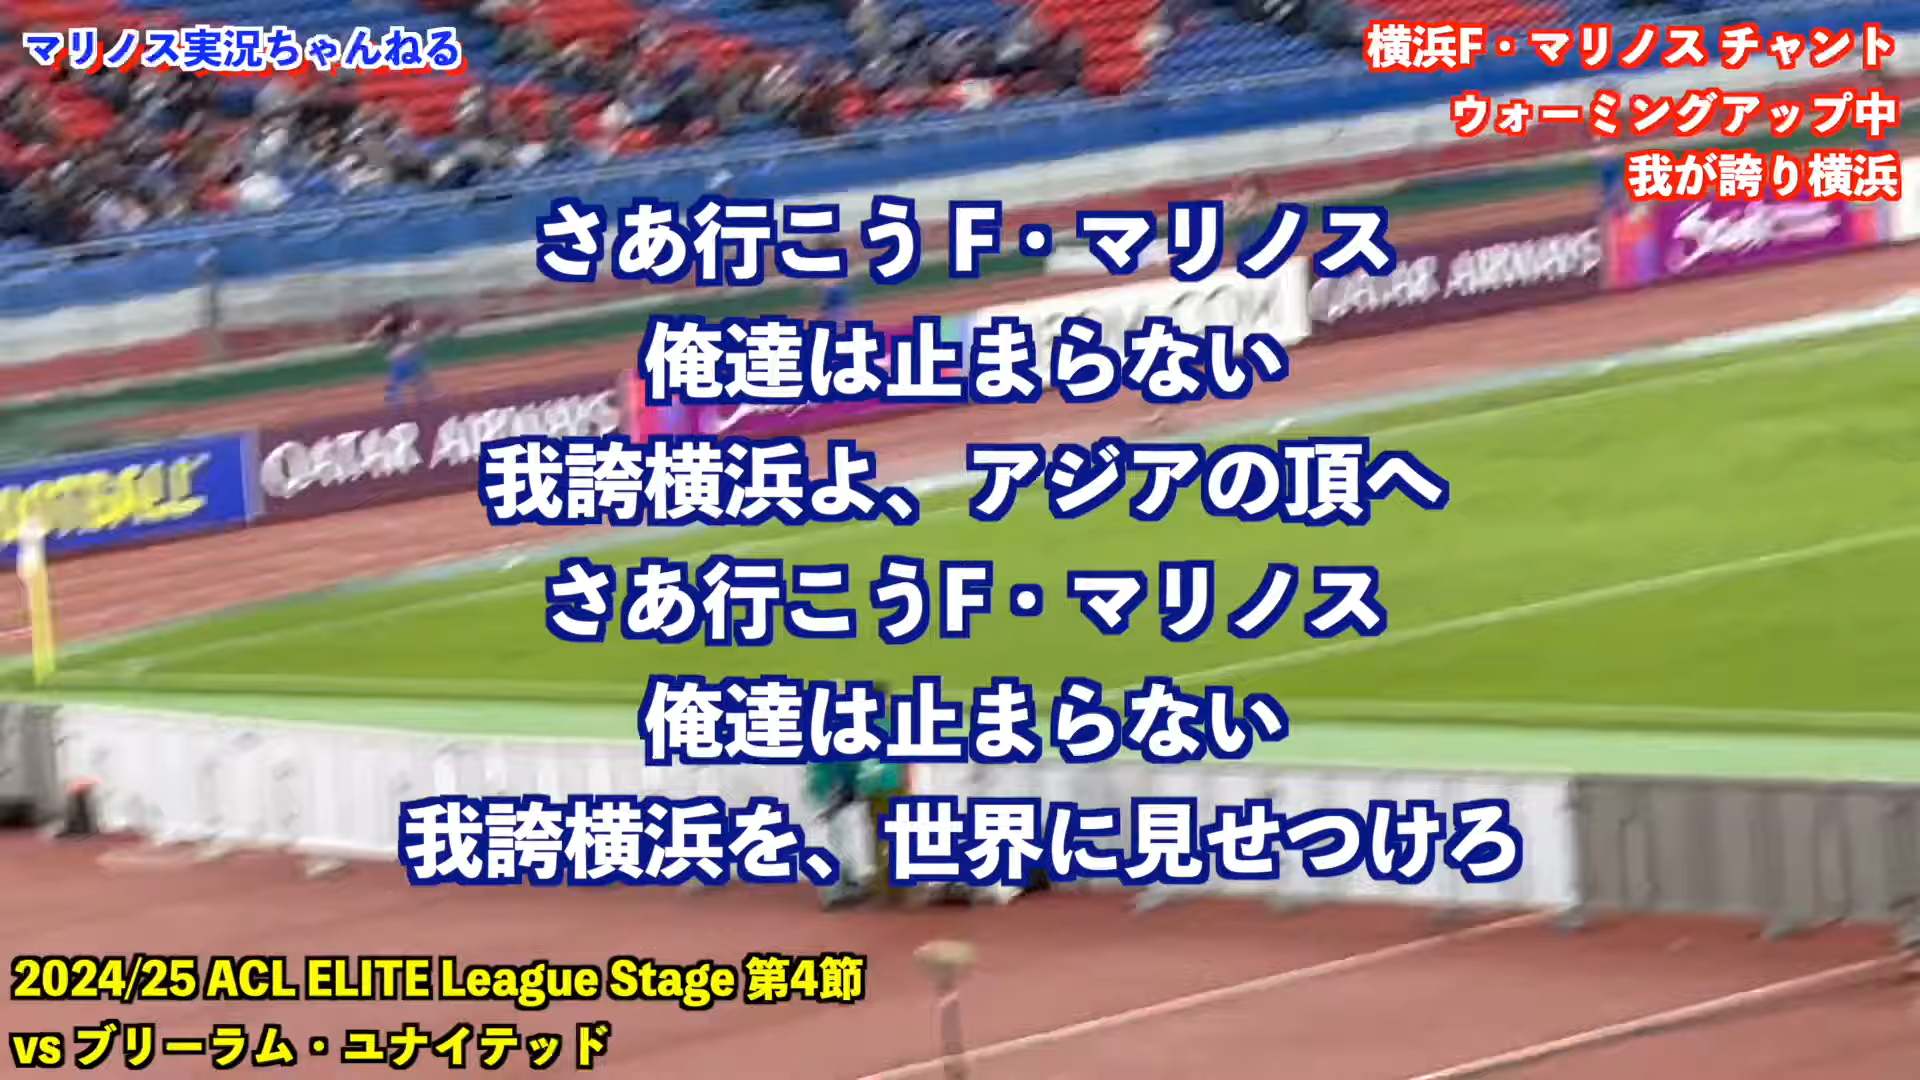 マリノス実況ちゃんねる
横浜F・マリノス チャント
ウォーミングアップ中
我が誇り横浜
さあ行こう F・マリノス
俺達は止まらない
QATAR AIRWAYS
QATAR AIRWAYS
我誇横浜よ、アジアの頂へ
さあ行こうF・マリノス
俺達は止まらない
我誇横浜を、世界に見せつけろ
2024/25 ACL ELITE League Stage 第4節
vs ブリーラム・ユナイテッド